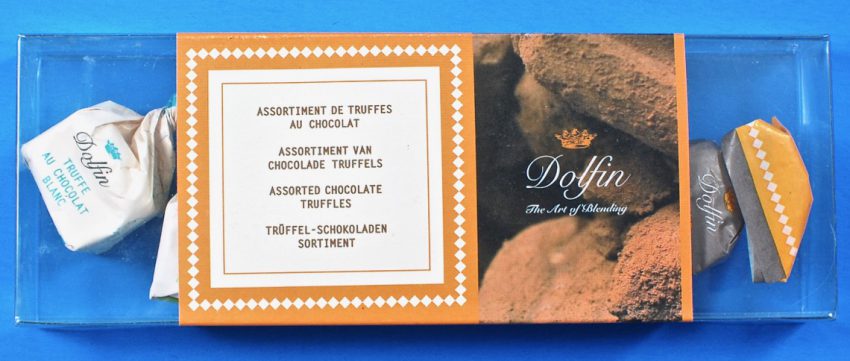 Dolfin
TRUFFE
AU CHOCOLAT
BLANC
ASSORTIMENT DE TRUFFES
AU CHOCOLAT
ASSORTIMENT VAN
CHOCOLADE TRUFFELS
ASSORTED CHOCOLATE
TRUFFLES
TRÜFFEL-SCHOKOLADEN
SORTIMENT
Dolfin
The Art of Blending
Dolfin